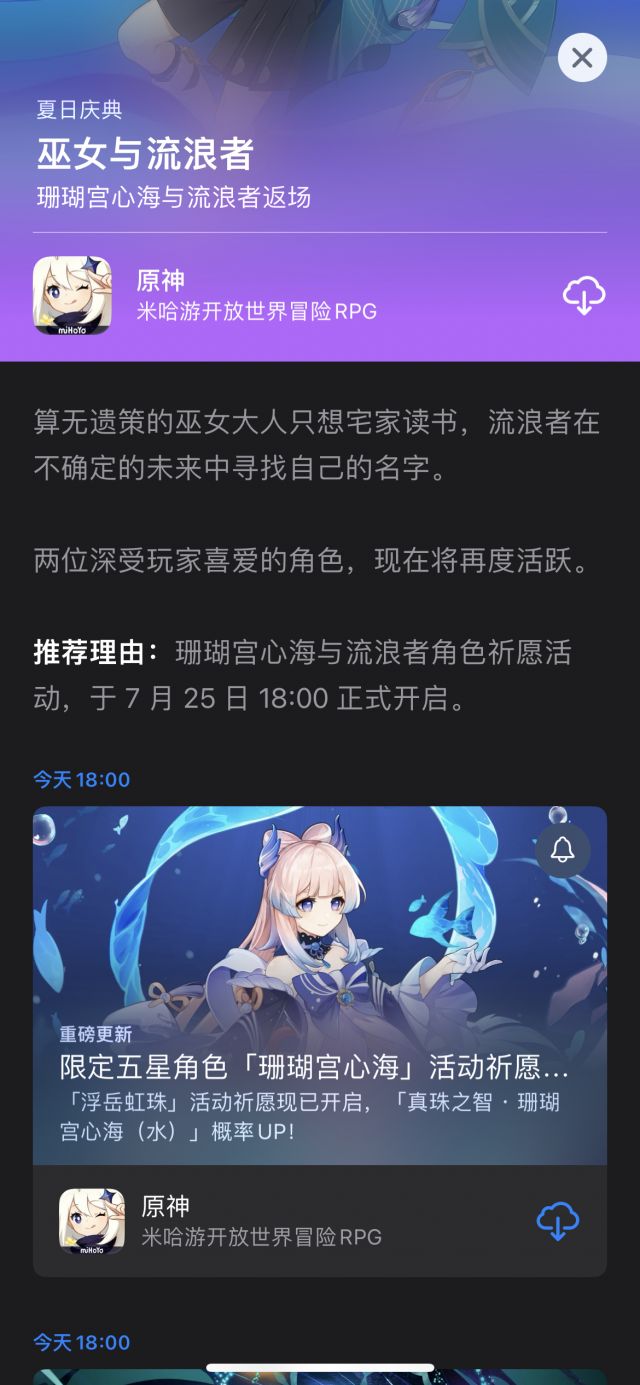 夏日庆典
巫女与流浪者
珊瑚宫心海与流浪者返场
原神
米哈游开放世界冒险RPG
miHoYo
算无遗策的巫女大人只想宅家读书，流浪者在
不确定的未来中寻找自己的名字。
两位深受玩家喜爱的角色，现在将再度活跃。
推荐理由：珊瑚宫心海与流浪者角色祈愿活
动，于 7 月 25 日 18:00 正式开启。
今天 18:00
重磅更新
限定五星角色「珊瑚宫心海」活动祈愿...
「浮岳虹珠」活动祈愿现已开启，「真珠之智 · 珊瑚
宫心海（水）」概率UP！
原神
米哈游开放世界冒险RPG
miHoYo
今天 18:00